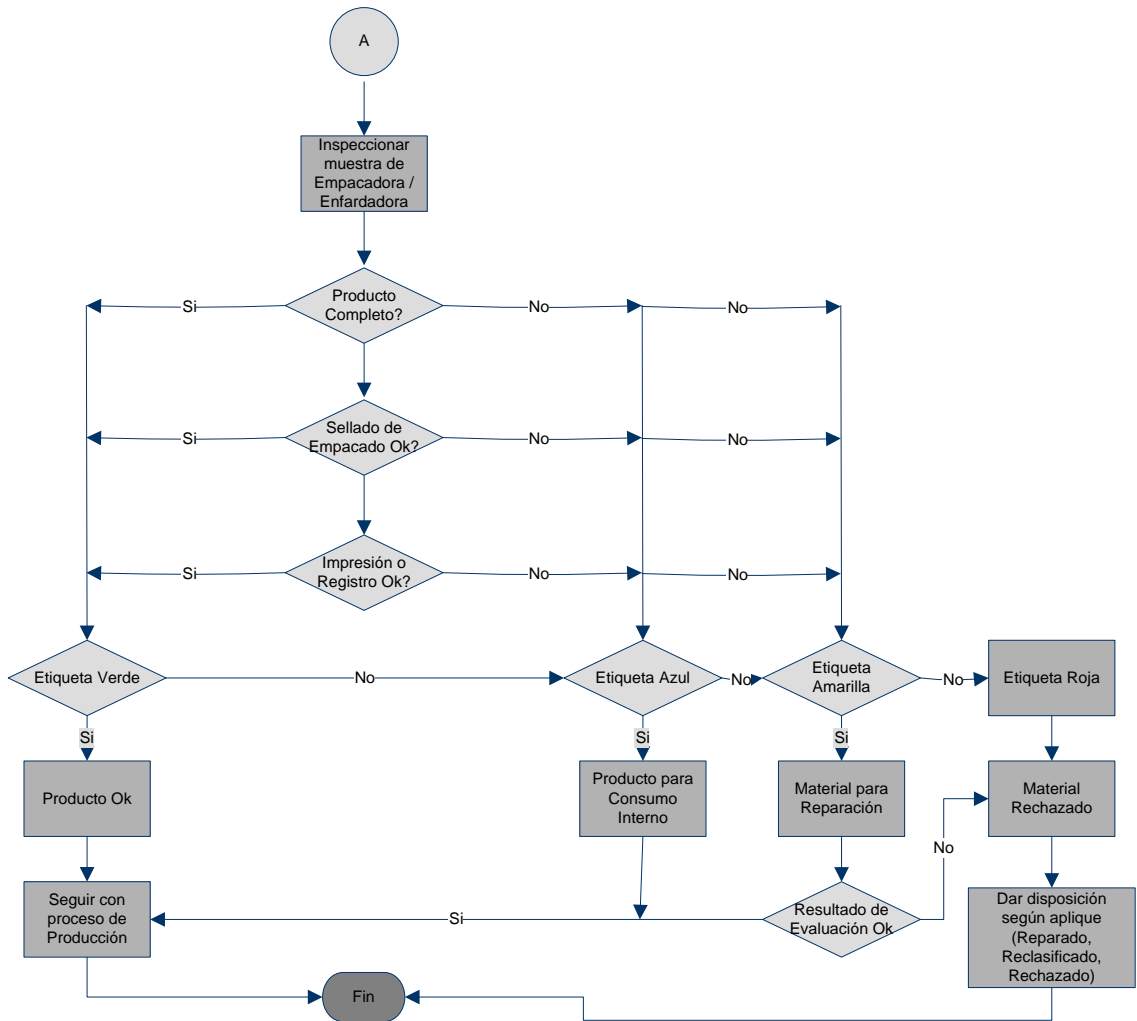 A
Inspeccionar
muestra de
Empacadora /
Enfardadora
Producto
Completo?
Si
No
No
Sellado de
Empacado Ok?
Si
No
No
Impresión o
Registro Ok?
Si
No
No
Etiqueta Verde
No
Etiqueta Azul
No
Etiqueta
Amarilla
No
Etiqueta Roja
Si
Si
Si
Producto Ok
Producto para
Consumo
Interno
Material para
Reparación
Material
Rechazado
No
Seguir con
proceso de
Producción
Si
Resultado de
Evaluación Ok
Dar disposición
según aplique
(Reparado,
Reclasificado,
Rechazado)
Fin